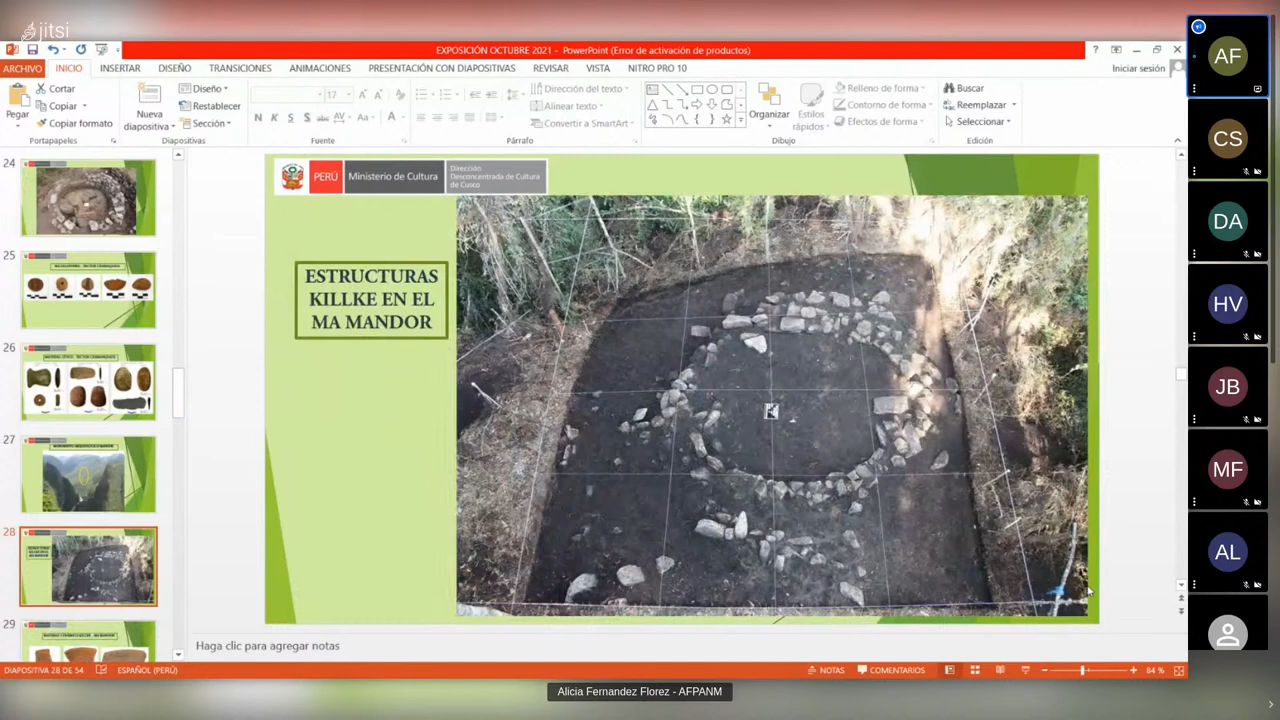 jitsi
EXPOSICIÓN OCTUBRE 2021 - PowerPoint (Error de activación de productos)
ARCHIVO INICIO INSERTAR DISEÑO TRANSICIONES ANIMACIONES PRESENTACIÓN CON DIAPOSITIVAS REVISAR VISTA NITRO PRO 10 Iniciar sesión
Pegar
Cortar
Copiar
Copiar formato
Portapapeles
Nueva
diapositiva
Diseño
Restablecer
Sección
Diapositivas
17
N K S S abc AV Aa A
Fuente
Dirección del texto
Alinear texto
Convertir a SmartArt
Párrafo
Organizar
Estilos
rápidos
Relleno de forma
Contorno de forma
Efectos de forma
Dibujo
Buscar
Reemplazar
Seleccionar
Edición
24
25
26
27
28
29
PERÚ
Ministerio de Cultura
Dirección
Desconcentrada de Cultura
de Cusco
ESTRUCTURAS
KILLKE EN EL
MA MANDOR
Haga clic para agregar notas
DIAPOSITIVA 28 DE 54 ESPAÑOL (PERÚ) NOTAS COMENTARIOS 84 %
Alicia Fernandez Florez - AFPANM
AF
CS
DA
HV
JB
MF
AL